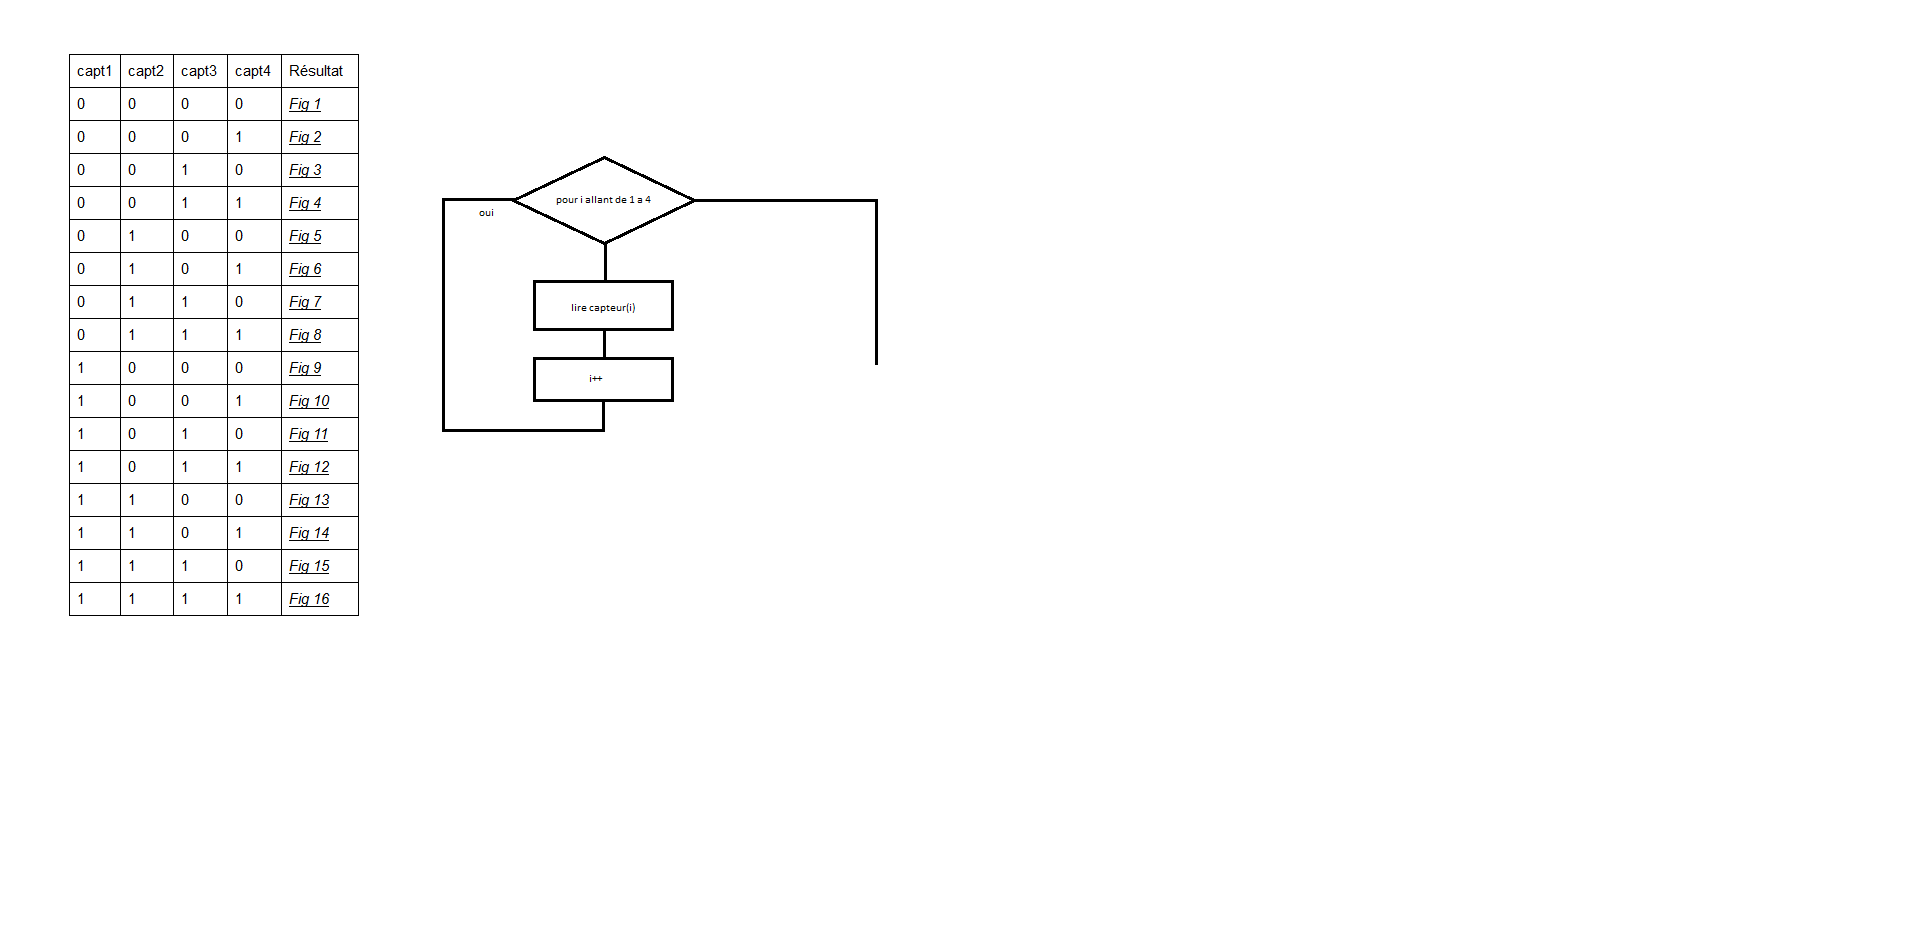 capt1 capt2 capt3 capt4 Résultat
0 0 0 0 Fig 1
0 0 0 1 Fig 2
0 0 1 0 Fig 3
0 0 1 1 Fig 4
0 1 0 0 Fig 5
0 1 0 1 Fig 6
0 1 1 0 Fig 7
0 1 1 1 Fig 8
1 0 0 0 Fig 9
1 0 0 1 Fig 10
1 0 1 0 Fig 11
1 0 1 1 Fig 12
1 1 0 0 Fig 13
1 1 0 1 Fig 14
1 1 1 0 Fig 15
1 1 1 1 Fig 16
pour i allant de 1 a 4
oui
lire capteur(i)
i++